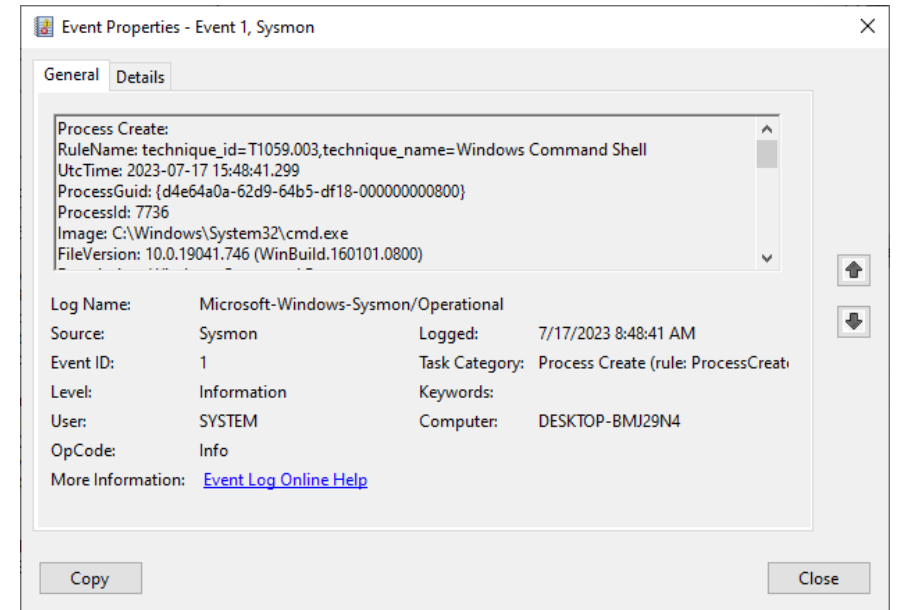 Event Properties - Event 1, Sysmon
General Details
Process Create:
RuleName: technique_id=T1059.003,technique_name=Windows Command Shell
UtcTime: 2023-07-17 15:48:41.299
ProcessGuid: {d4e64a0a-62d9-64b5-df18-000000000800}
ProcessId: 7736
Image: C:\Windows\System32\cmd.exe
FileVersion: 10.0.19041.746 (WinBuild.160101.0800)
Log Name: Microsoft-Windows-Sysmon/Operational
Source: Sysmon Logged: 7/17/2023 8:48:41 AM
Event ID: 1 Task Category: Process Create (rule: ProcessCreate
Level: Information Keywords:
User: SYSTEM Computer: DESKTOP-BMJ29N4
OpCode: Info
More Information: Event Log Online Help
Copy Close